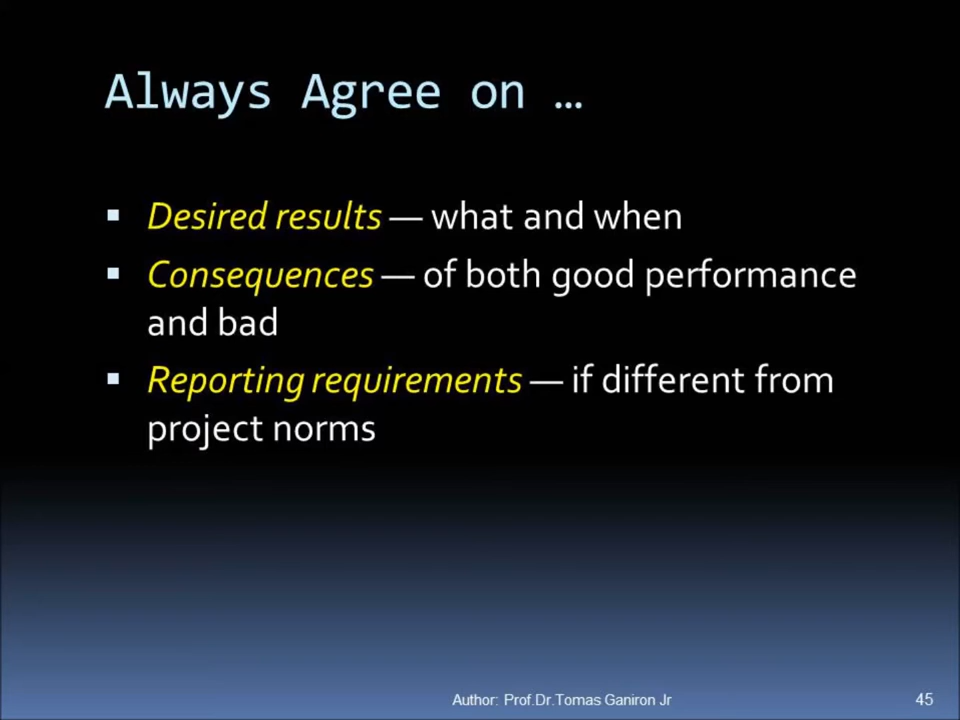 Always Agree on …
▪ Desired results — what and when
▪ Consequences — of both good performance
and bad
▪ Reporting requirements — if different from
project norms
Author: Prof.Dr.Tomas Ganiron Jr
45